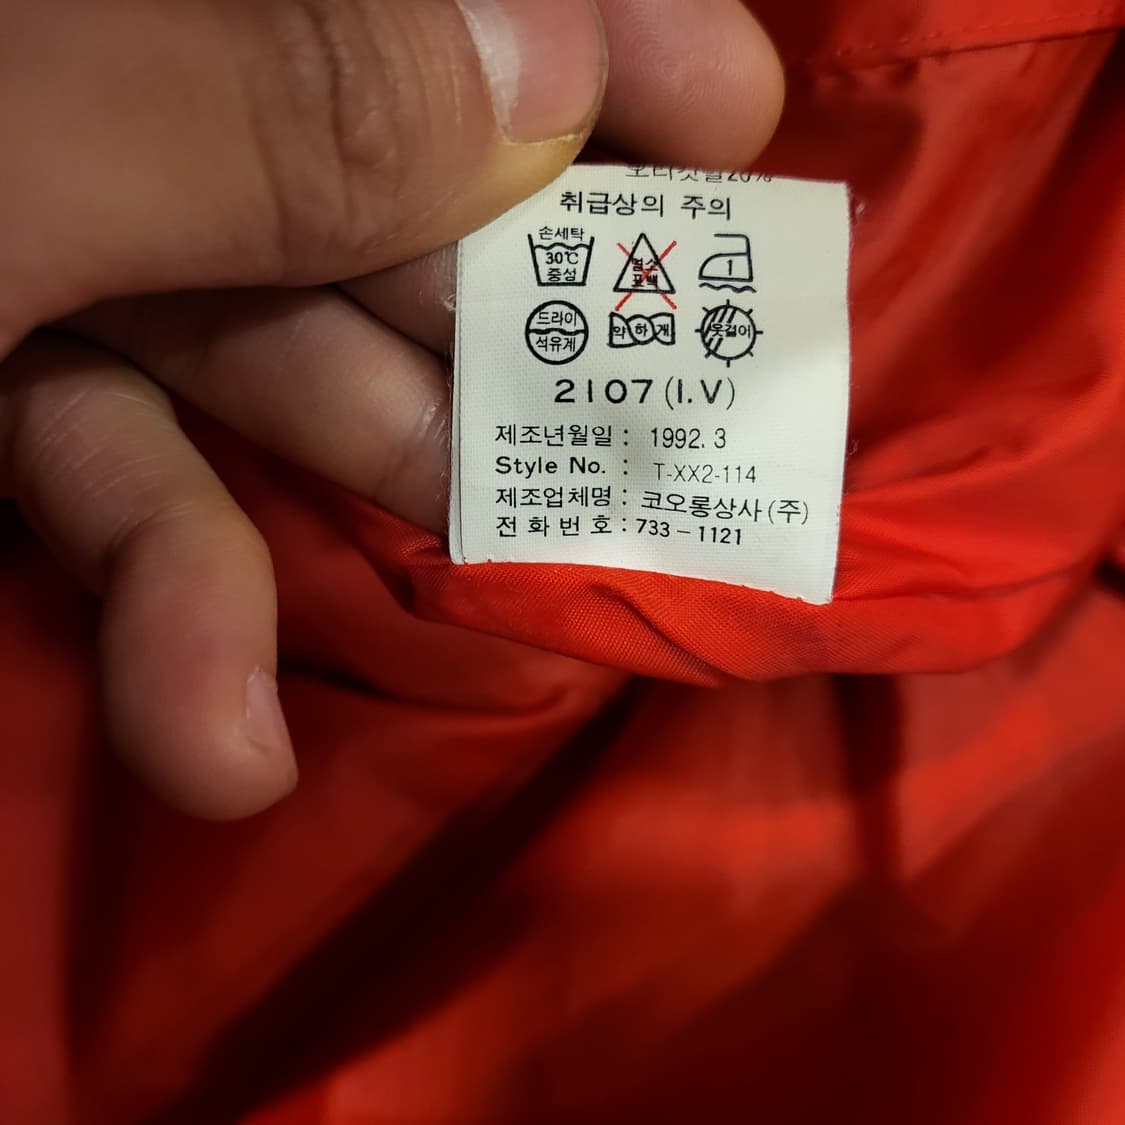 취급상의 주의
손세탁
30℃
중성
염소
표백
1
드라이
석유계
약하게
옷걸이
2107(I.V)
제조년월일 : 1992. 3
Style No. : T-XX2-114
제조업체명 : 코오롱상사(주)
전화번호 : 733-1121